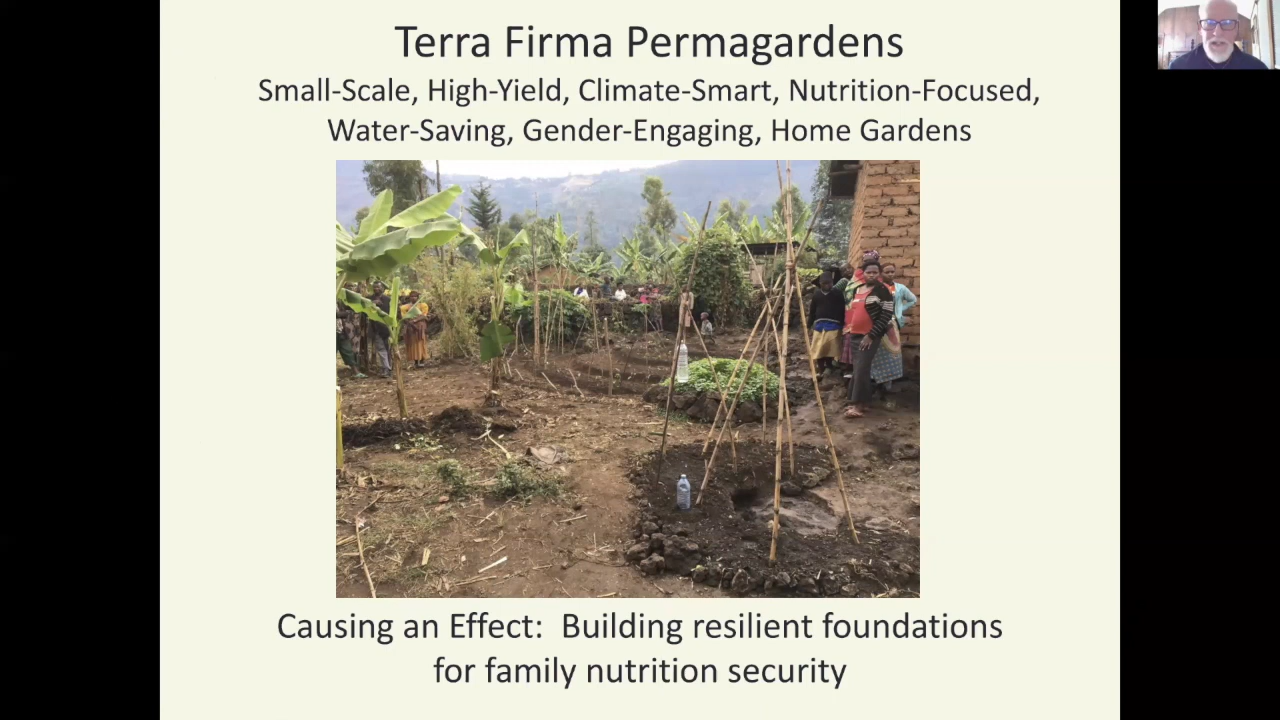 Terra Firma Permagardens
Small-Scale, High-Yield, Climate-Smart, Nutrition-Focused,
Water-Saving, Gender-Engaging, Home Gardens
Causing an Effect:  Building resilient foundations
for family nutrition security